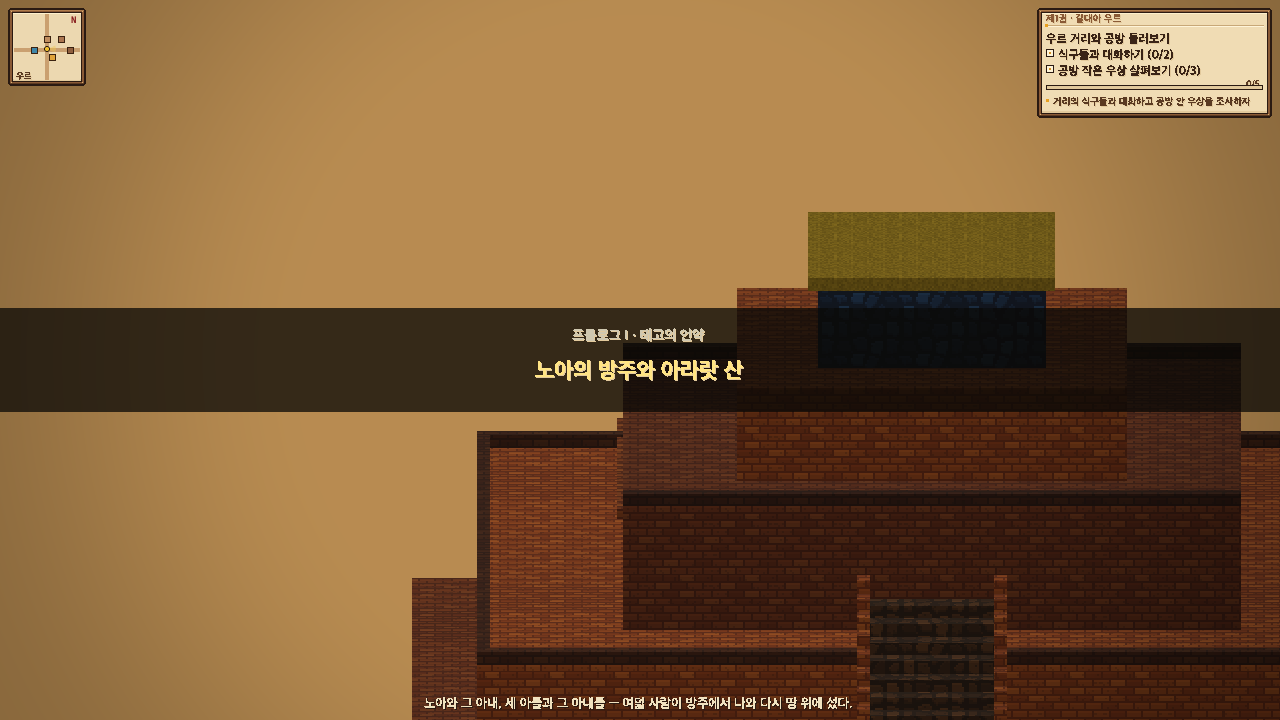 N
우르
제1권 · 갈대아 우르
우르 거리와 공방 둘러보기
식구들과 대화하기 (0/2)
공방 작은 우상 살펴보기 (0/3)
0/5
거리의 식구들과 대화하고 공방 안 우상을 조사하자
프롤로그 I · 태고의 언약
노아의 방주와 아라랏 산
노아와 그 아내, 세 아들과 그 아내들 — 여덟 사람이 방주에서 나와 다시 땅 위에 섰다.